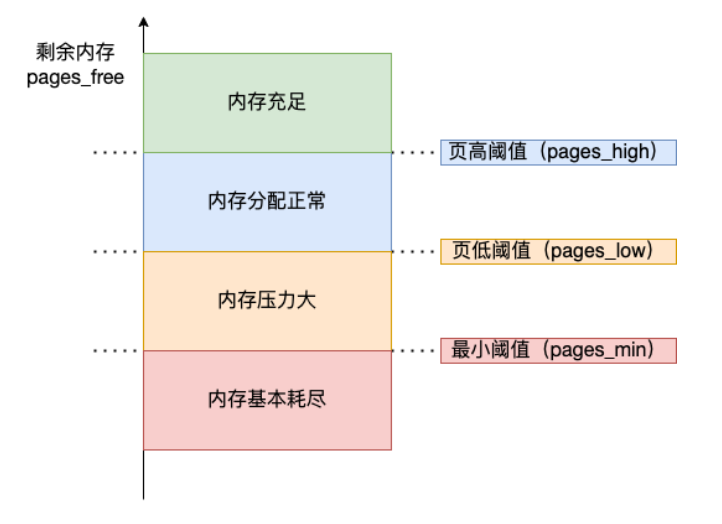 剩余内存
pages_free
内存充足
页高阈值（pages_high）
内存分配正常
页低阈值（pages_low）
内存压力大
最小阈值（pages_min）
内存基本耗尽